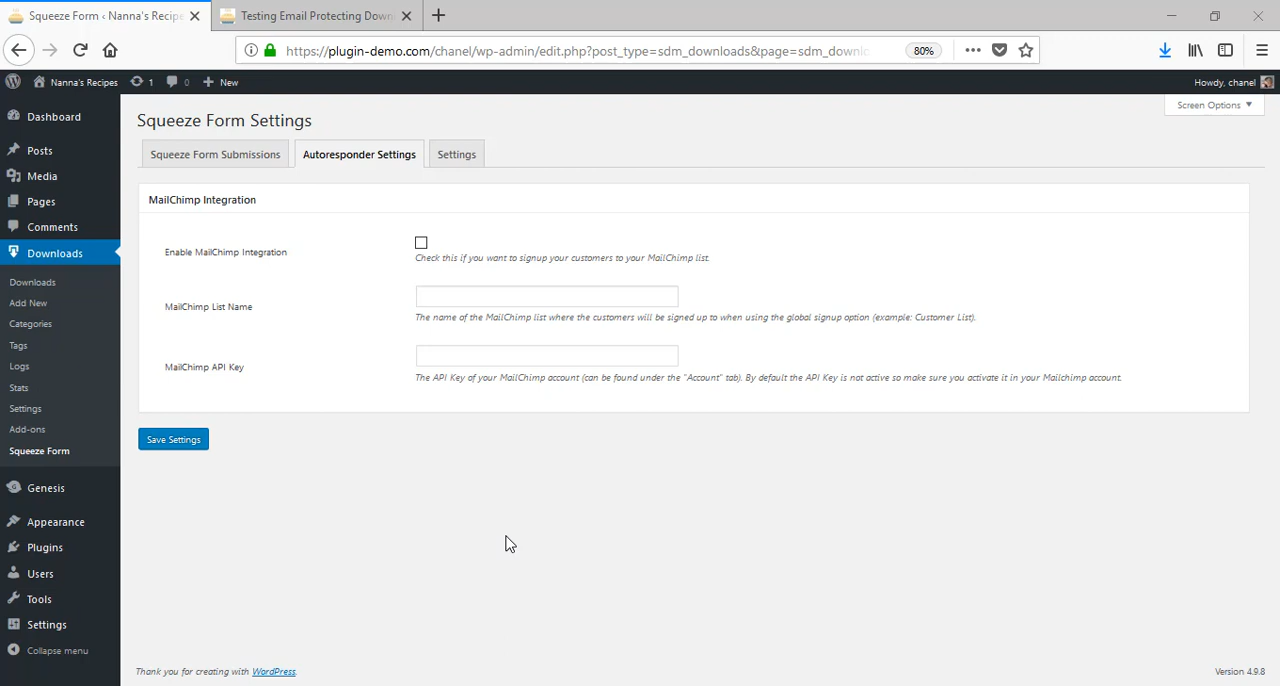 Squeeze Form ‹ Nanna's Recipe
Testing Email Protecting Down
https://plugin-demo.com/chanel/wp-admin/edit.php?post_type=sdm_downloads&page=sdm_downlo
80%
Nanna's Recipes
1
0
New
Howdy, chanel
Screen Options
Dashboard
Posts
Media
Pages
Comments
Downloads
Downloads
Add New
Categories
Tags
Logs
Stats
Settings
Add-ons
Squeeze Form
Genesis
Appearance
Plugins
Users
Tools
Settings
Collapse menu
Squeeze Form Settings
Squeeze Form Submissions
Autoresponder Settings
Settings
MailChimp Integration
Enable MailChimp Integration
Check this if you want to signup your customers to your MailChimp list.
MailChimp List Name
The name of the MailChimp list where the customers will be signed up to when using the global signup option (example: Customer List).
MailChimp API Key
The API Key of your MailChimp account (can be found under the "Account" tab). By default the API Key is not active so make sure you activate it in your Mailchimp account.
Save Settings
Thank you for creating with WordPress.
Version 4.9.8